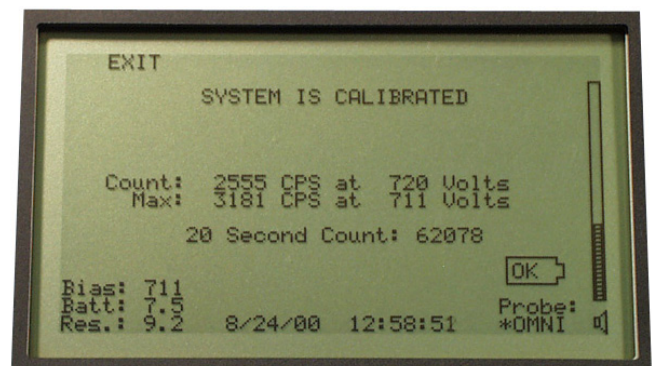 EXIT
SYSTEM IS CALIBRATED
Count: 2555 CPS at 720 Volts
Max: 3181 CPS at 711 Volts
20 Second Count: 62078
OK
Bias: 711
Batt: 7.5
Probe:
Res.: 9.2 8/24/00 12:58:51 *OMNI